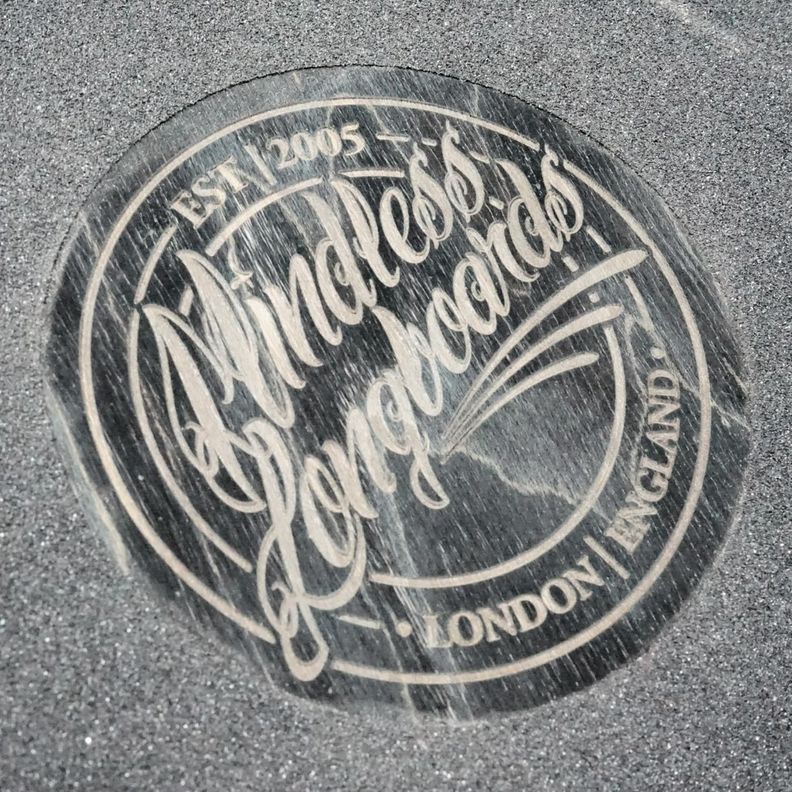 EST | 2005
Mindless
Longboards
• LONDON | ENGLAND •